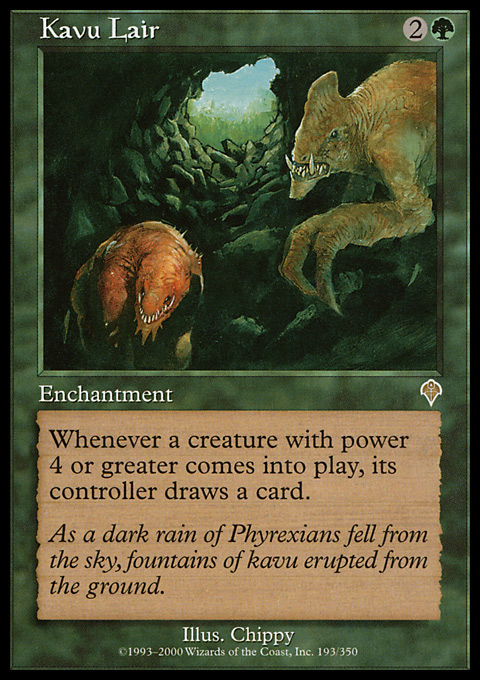 Kavu Lair 2
Enchantment
Whenever a creature with power
4 or greater comes into play, its
controller draws a card.
As a dark rain of Phyrexians fell from
the sky, fountains of kavu erupted from
the ground.
Illus. Chippy
©1993–2000 Wizards of the Coast, Inc. 193/350